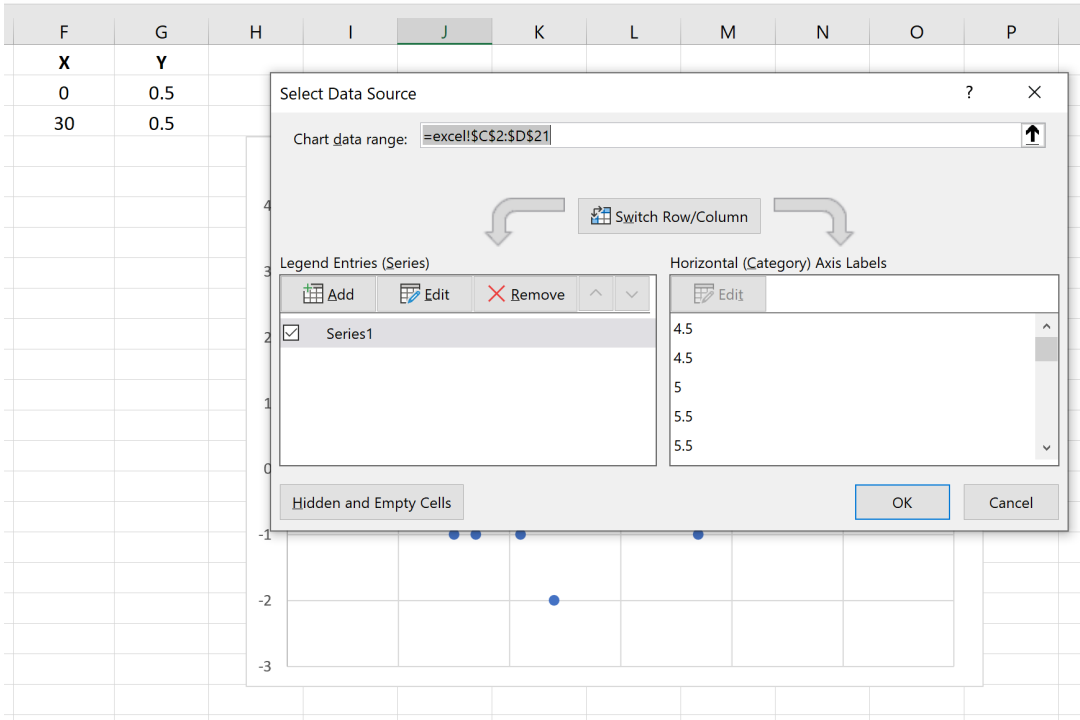 F G H I J K L M N O P
X Y
0 0.5
30 0.5
Select Data Source ?
Chart data range: =excel!$C$2:$D$21
Switch Row/Column
Legend Entries (Series) Horizontal (Category) Axis Labels
Add Edit Remove Edit
Series1
4.5
4.5
5
5.5
5.5
Hidden and Empty Cells OK Cancel
4
3
2
1
0
-1
-2
-3